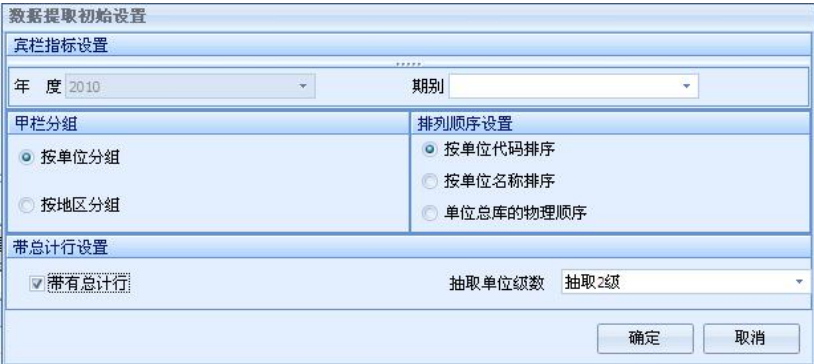 数据提取初始设置
宾栏指标设置
年 度 2010 期别
甲栏分组 排列顺序设置
按单位分组 按单位代码排序
按单位名称排序
按地区分组 单位总库的物理顺序
带总计行设置
带有总计行 抽取单位级数 抽取2级
确定 取消